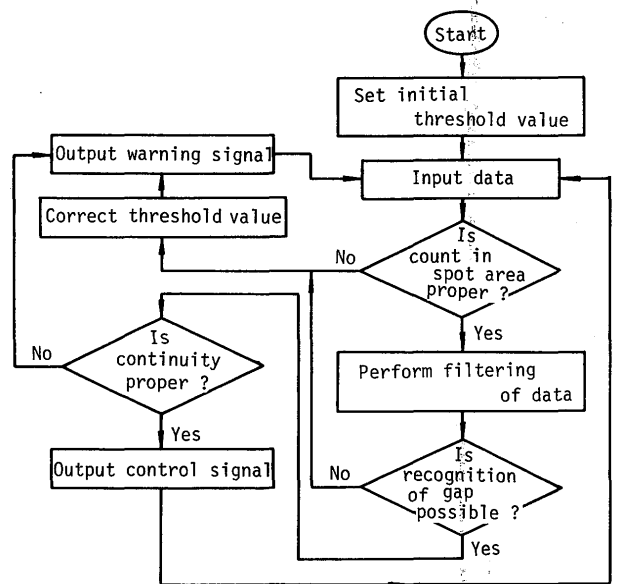 Start
Set initial
threshold value
Output warning signal
Input data
Correct threshold value
Is
count in
spot area
proper ?
No
Yes
Is
continuity
proper ?
No
Yes
Perform filtering
of data
Output control signal
Is
recognition
of gap
possible ?
No
Yes